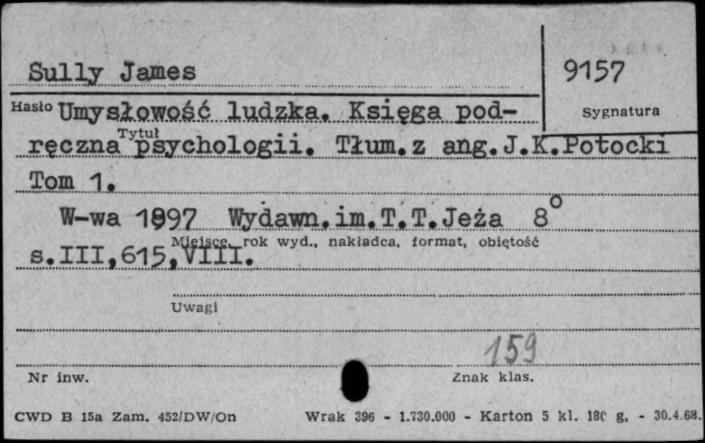 Sully James
9157
Hasło Umysłowość ludzka. Księga pod-
Sygnatura
Tytuł
ręczna psychologii. Tłum.z ang.J.K.Potocki
Tom 1.
W-wa 1897 Wydawn.im.T.T.Jeża 8°
Miejsce, rok wyd., nakładca, format, objętość
s.III,615,VIII.
Uwagi
159
Nr inw.
Znak klas.
CWD B 15a Zam. 452/DW/On Wrak 396 - 1.730.000 - Karton 5 kl. 180 g. - 30.4.68.